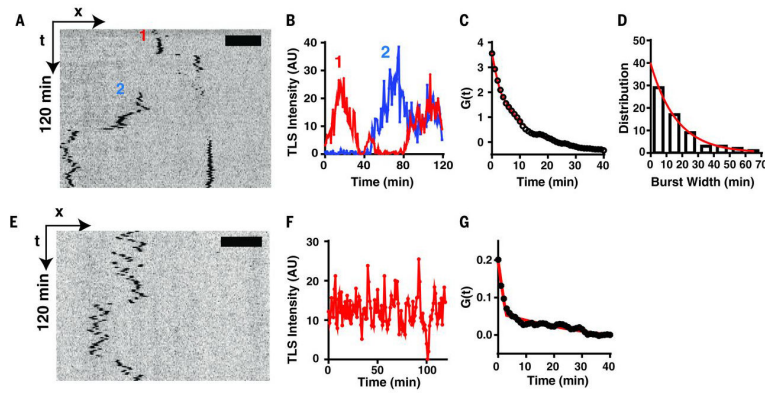 A
x
t
120 min
1
2
B
TLS Intensity (AU)
50
40
30
20
10
0
1
2
0
40
80
120
Time (min)
C
G(t)
4
3
2
1
0
0
10
20
30
40
Time (min)
D
Distribution
50
40
30
20
10
0
0
10
20
30
40
50
60
70
Burst Width (min)
E
x
t
120 min
F
TLS Intensity (AU)
30
20
10
0
0
50
100
Time (min)
G
G(t)
0.2
0.1
0.0
0
10
20
30
40
Time (min)